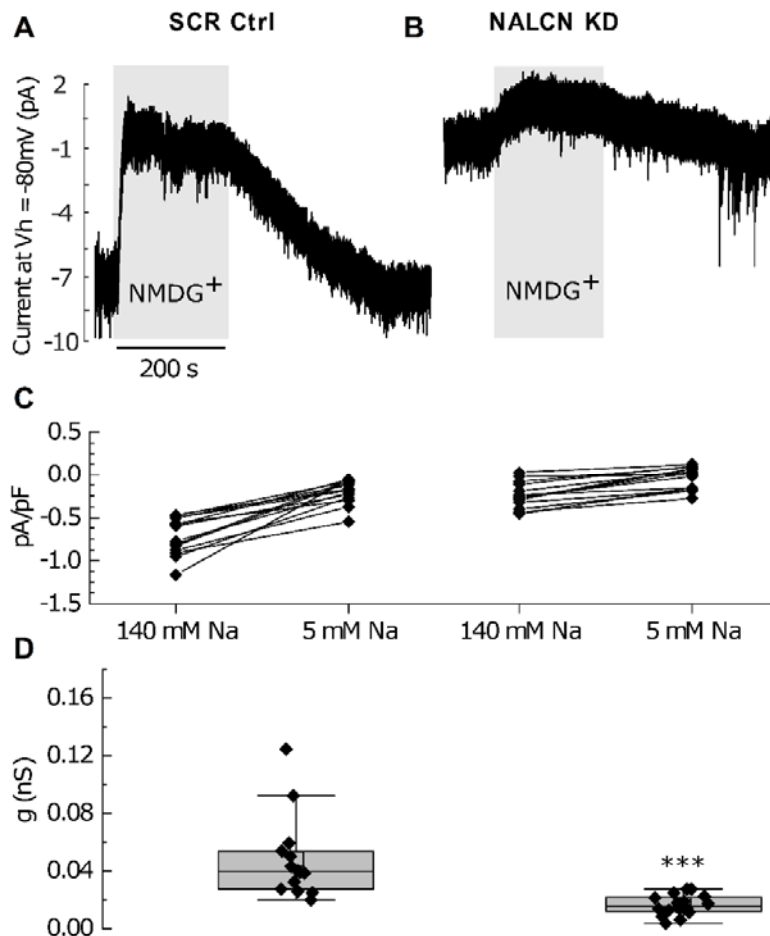 A SCR Ctrl B NALCN KD
Current at Vh = -80mV (pA)
2
-1
-4
-7
-10
NMDG+
NMDG+
200 s
C
pA/pF
0.5
0.0
-0.5
-1.0
-1.5
140 mM Na 5 mM Na 140 mM Na 5 mM Na
D
g (nS)
0.16
0.12
0.08
0.04
0.00
***